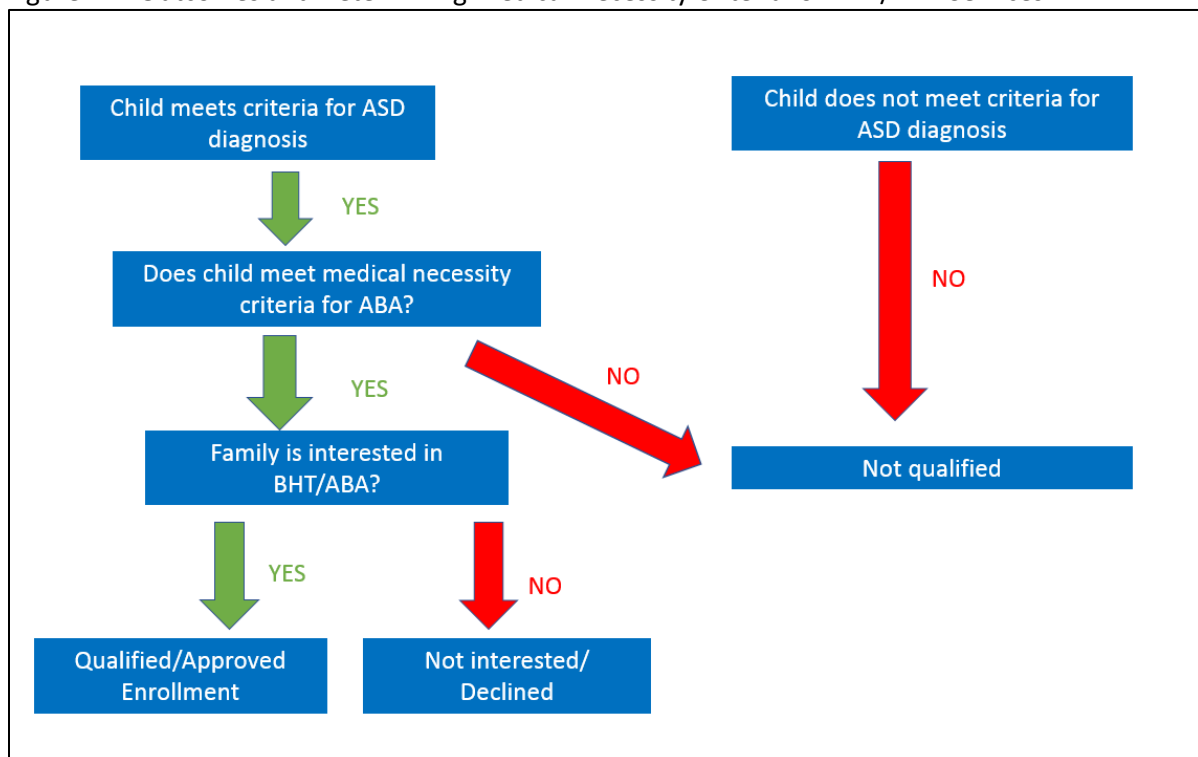 Child meets criteria for ASD
diagnosis
Child does not meet criteria for
ASD diagnosis
YES
Does child meet medical necessity
criteria for ABA?
NO
YES
NO
Family is interested in
BHT/ABA?
Not qualified
YES
NO
Qualified/Approved
Enrollment
Not interested/
Declined